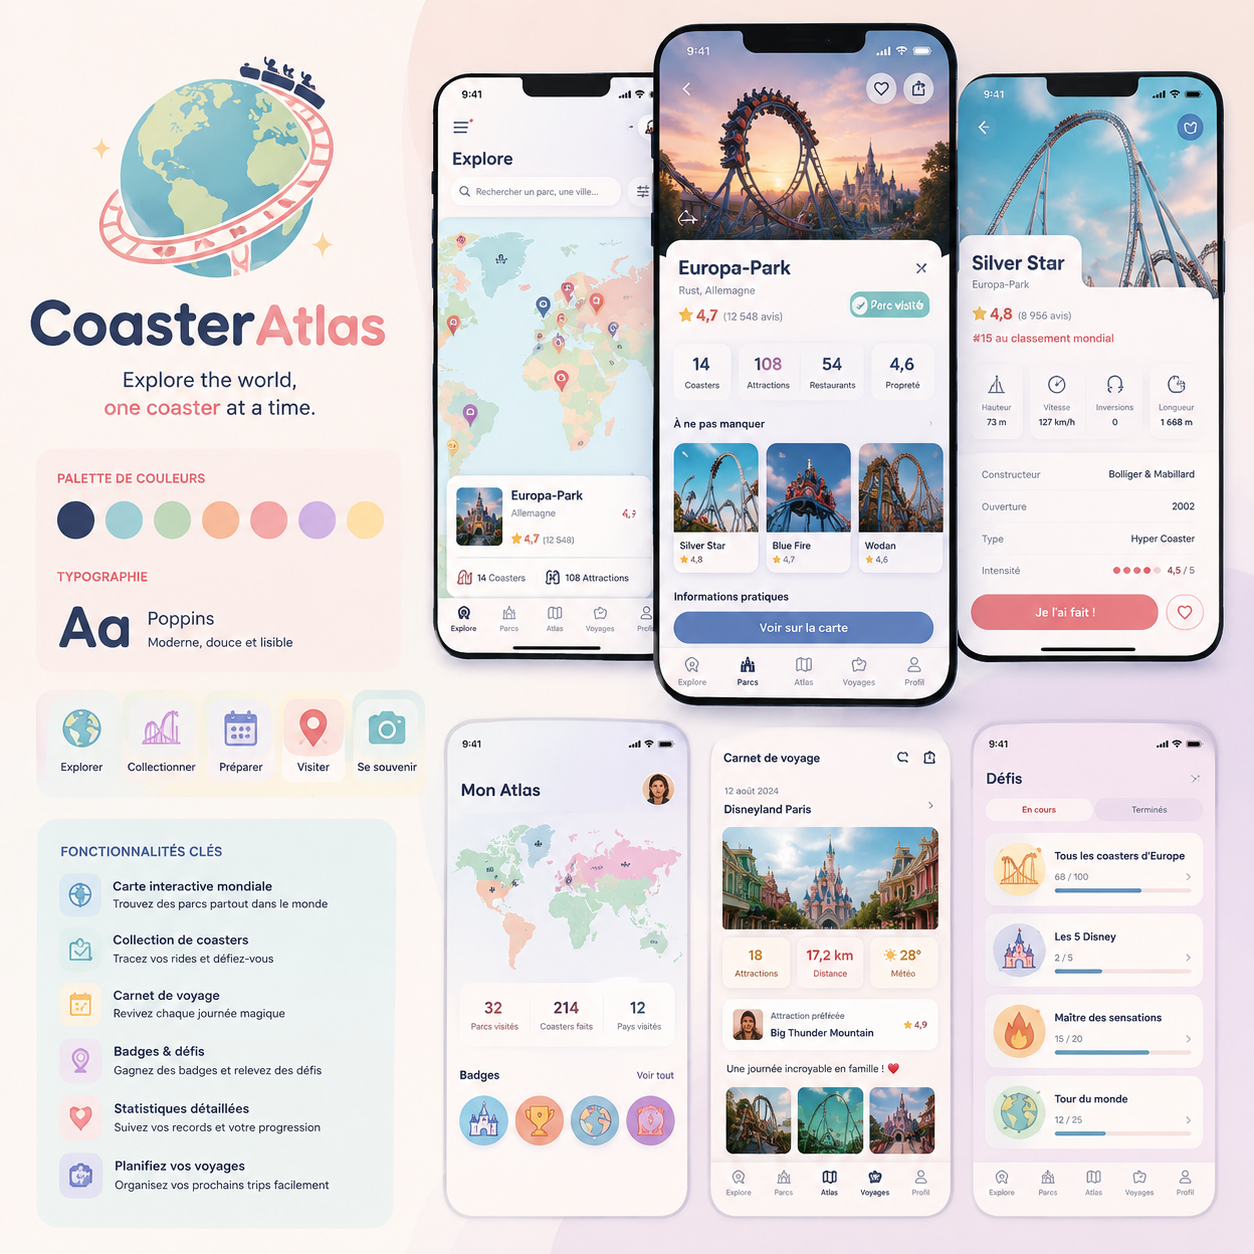 CoasterAtlas
Explore the world,
one coaster at a time.
PALETTE DE COULEURS
TYPOGRAPHIE
Aa
Poppins
Moderne, douce et lisible
Explorer
Collectionner
Préparer
Visiter
Se souvenir
FONCTIONNALITÉS CLÉS
Carte interactive mondiale
Trouvez des parcs partout dans le monde
Collection de coasters
Tracez vos rides et défiez-vous
Carnet de voyage
Revivez chaque journée magique
Badges & défis
Gagnez des badges et relevez des défis
Statistiques détaillées
Suivez vos records et votre progression
Planifiez vos voyages
Organisez vos prochains trips facilement
9:41
Explore
Rechercher un parc, une ville...
Europa-Park
Allemagne
4,7 (12 548)
14 Coasters
108 Attractions
Explore
Parcs
Atlas
Voyages
Profil
9:41
Europa-Park
Rust, Allemagne
4,7 (12 548 avis)
Parc visité
14
Coasters
108
Attractions
54
Restaurants
4,6
Propreté
À ne pas manquer
Silver Star
4,8
Blue Fire
4,7
Wodan
4,6
Informations pratiques
Voir sur la carte
Explore
Parcs
Atlas
Voyages
Profil
9:41
Silver Star
Europa-Park
4,8 (8 956 avis)
#15 au classement mondial
Hauteur
73 m
Vitesse
127 km/h
Inversions
0
Longueur
1 668 m
Constructeur
Bolliger & Mabillard
Ouverture
2002
Type
Hyper Coaster
Intensité
4,5 / 5
Je l'ai fait !
9:41
Mon Atlas
32
Parcs visités
214
Coasters faits
12
Pays visités
Badges
Voir tout
Carnet de voyage
12 août 2024
Disneyland Paris
18
Attractions
17,2 km
Distance
28°
Météo
Attraction préférée
Big Thunder Mountain
4,9
Une journée incroyable en famille !
Explore
Parcs
Atlas
Voyages
Profil
9:41
Défis
En cours
Terminés
Tous les coasters d'Europe
68 / 100
Les 5 Disney
2 / 5
Maître des sensations
15 / 20
Tour du monde
12 / 25
Explore
Parcs
Atlas
Voyages
Profil